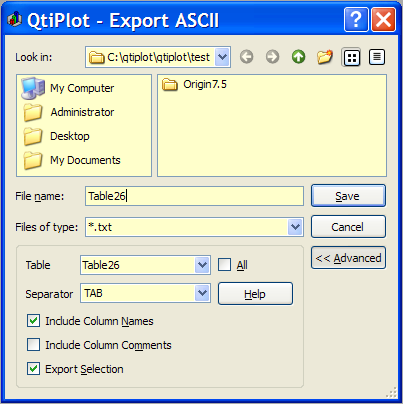 QtiPlot - Export ASCII
Look in: C:\qtiplot\qtiplot\test
My Computer
Administrator
Desktop
My Documents
Origin7.5
File name: Table26 Save
Files of type: *.txt Cancel
<< Advanced
Table Table26 All
Separator TAB Help
Include Column Names
Include Column Comments
Export Selection